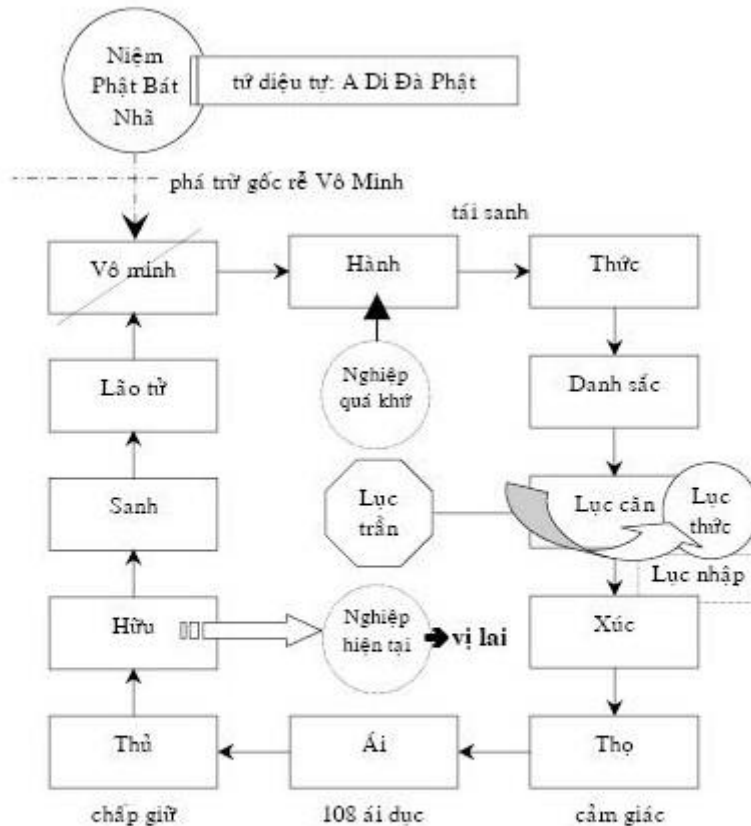 Niệm
Phật Bát
Nhã
tứ diệu tự: A Di Đà Phật
phá trừ gốc rễ Vô Minh
tái sanh
Vô minh
Hành
Thức
Lão tử
Nghiệp
quá khứ
Danh sắc
Sanh
Lục
trần
Lục căn
Lục
thức
Lục nhập
Hữu
Nghiệp
hiện tại
vị lai
Xúc
Thủ
Ái
Thọ
chấp giữ
108 ái dục
cảm giác